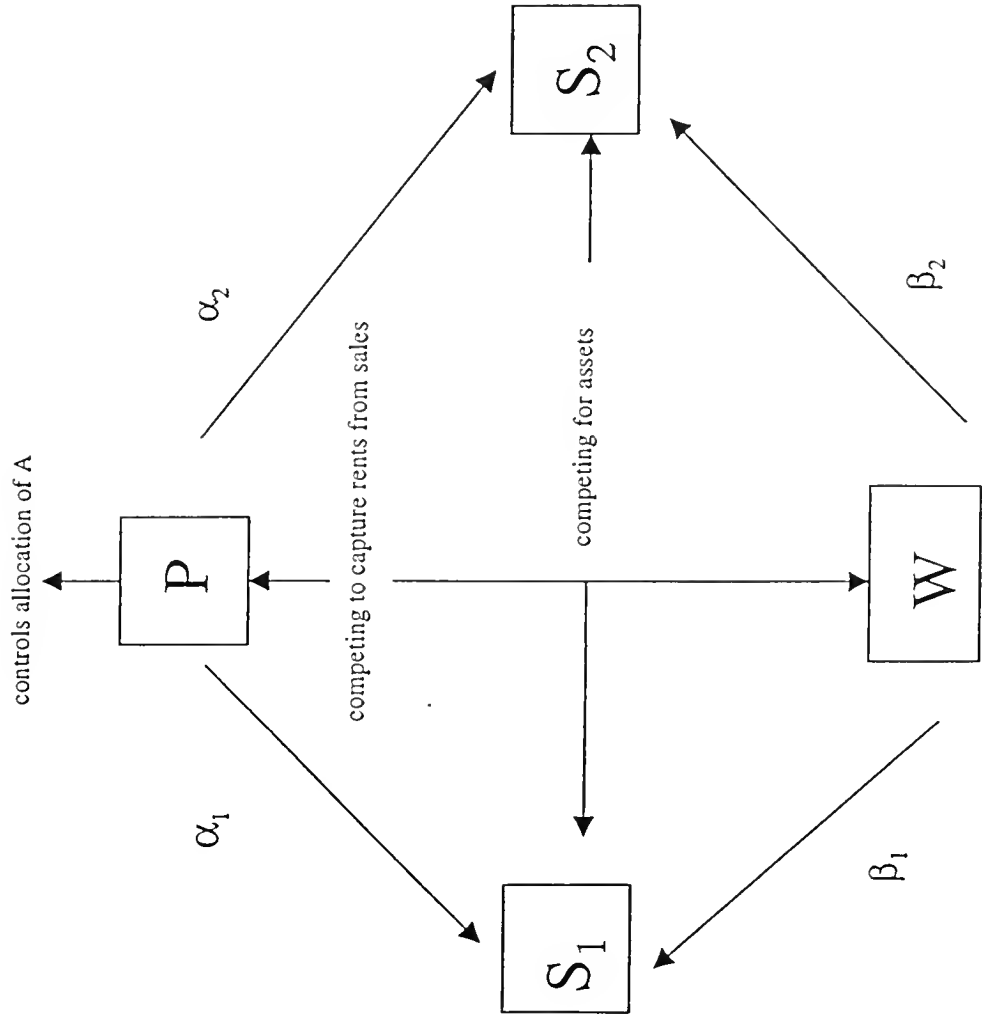 controls allocation of A
P
α₁
α₂
competing to capture rents from sales
S₁
competing for assets
S₂
β₁
β₂
W